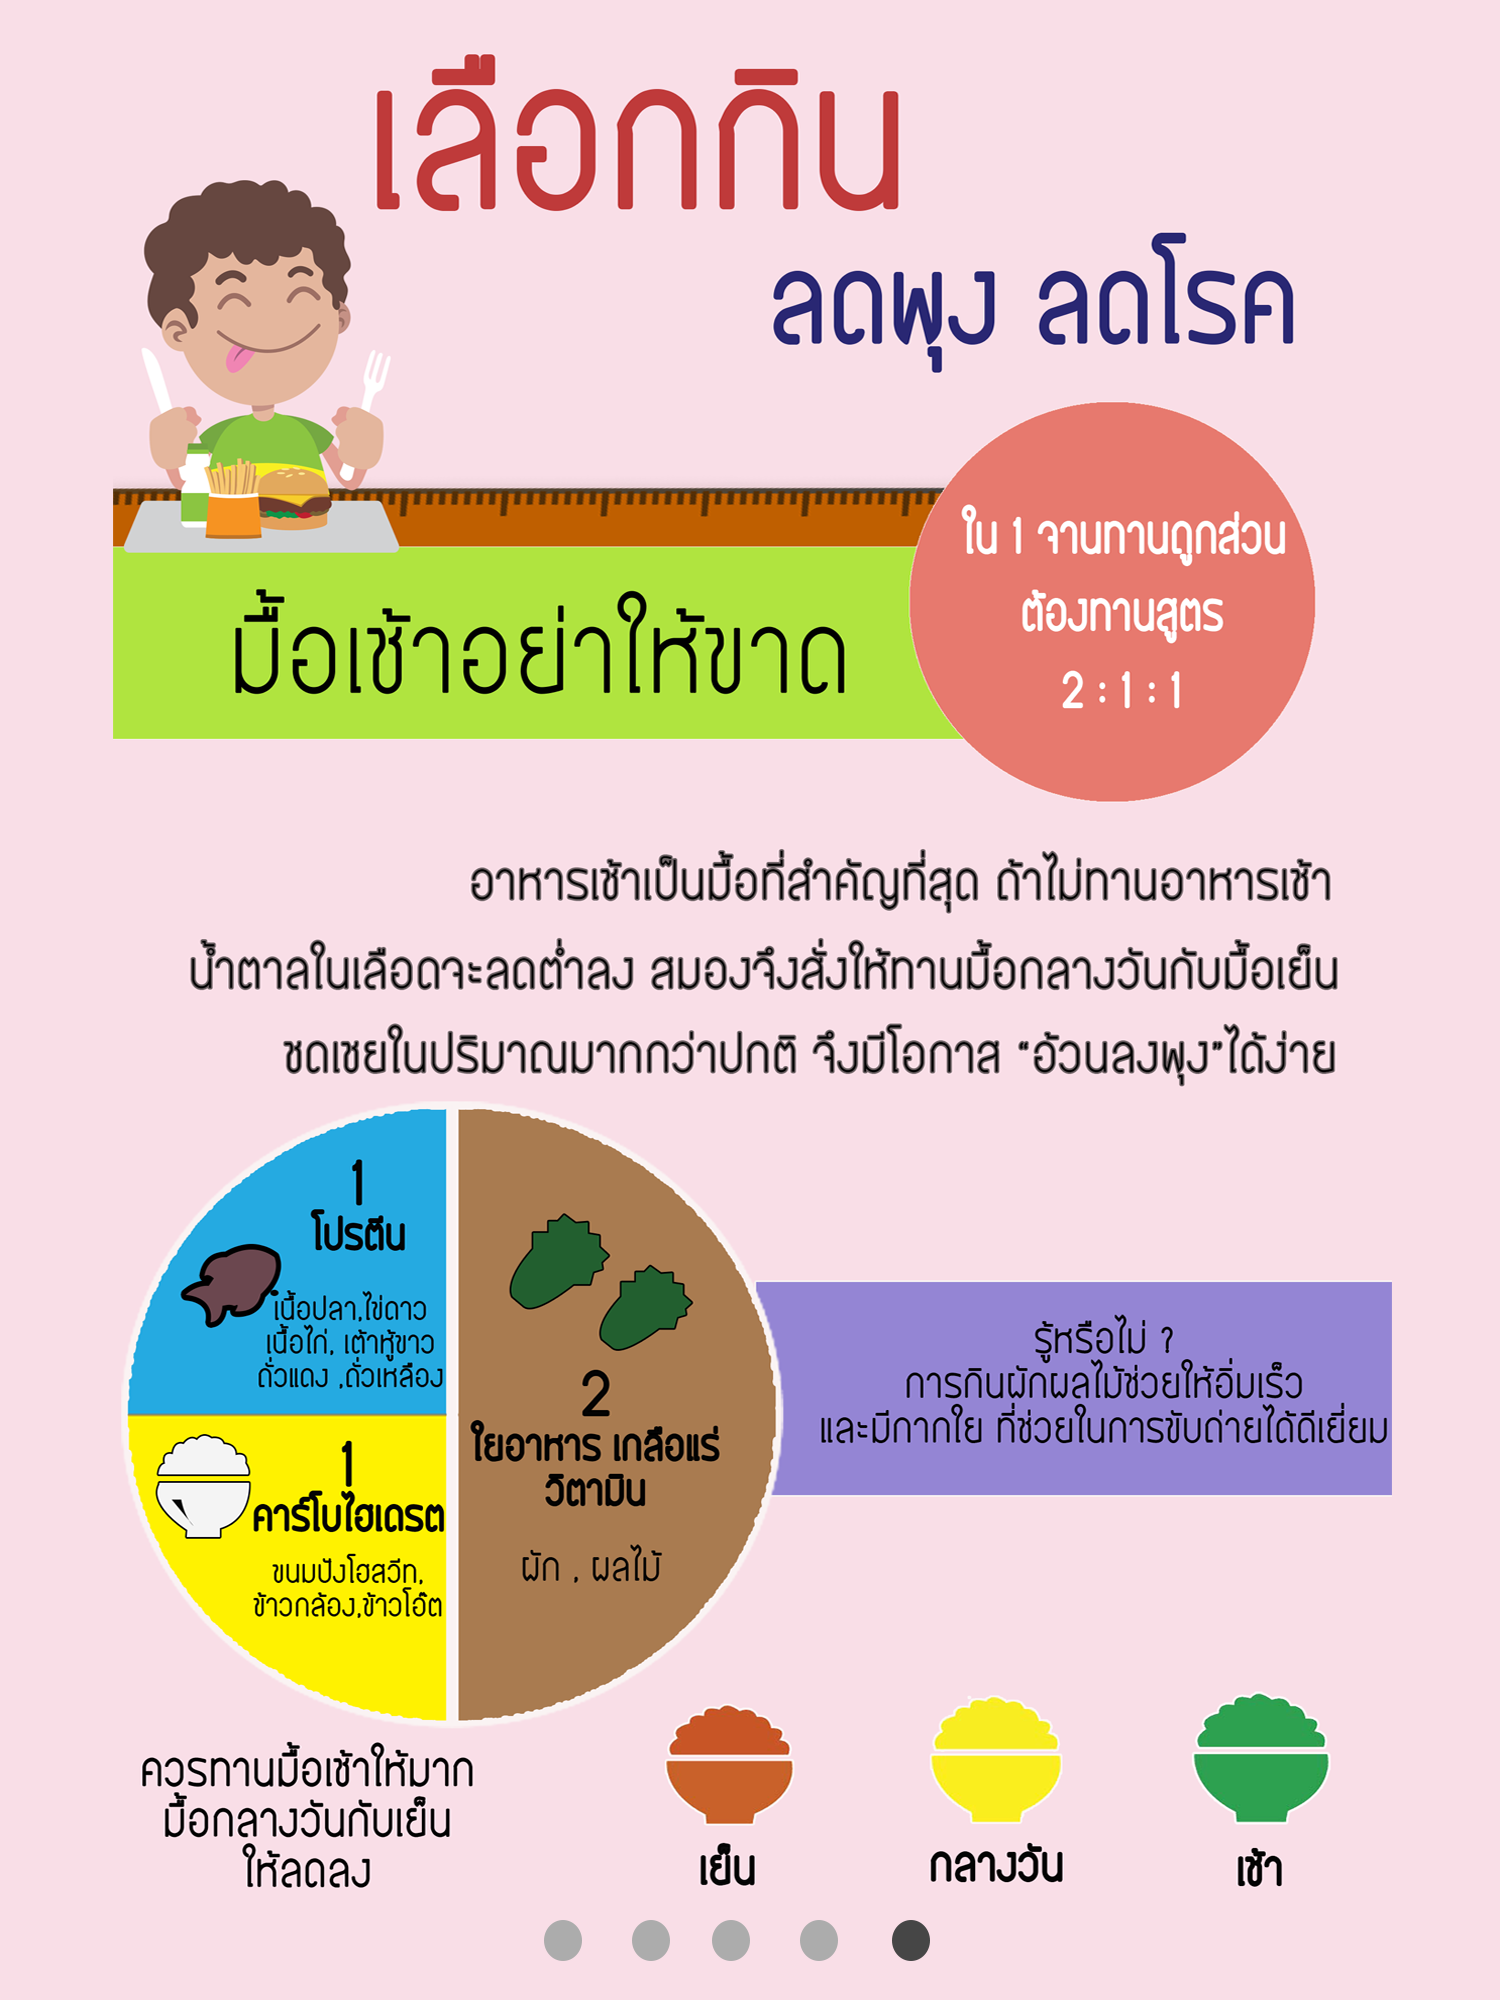 เลือกกิน
ลดพุง ลดโรค
ใน 1 จานทานถูกส่วน
ต้องทานสูตร
2 : 1 : 1
มื้อเช้าอย่าให้ขาด
อาหารเช้าเป็นมื้อที่สำคัญที่สุด ถ้าไม่ทานอาหารเช้า
น้ำตาลในเลือดจะลดต่ำลง สมองจึงสั่งให้ทานมื้อกลางวันกับมื้อเย็น
ชดเชยในปริมาณมากกว่าปกติ จึงมีโอกาส “อ้วนลงพุง”ได้ง่าย
1
โปรตีน
เนื้อปลา,ไข่ดาว
เนื้อไก่, เต้าหู้ขาว
ถั่วแดง ,ถั่วเหลือง
2
ใยอาหาร เกลือแร่
วิตามิน
ผัก , ผลไม้
1
คาร์โบไฮเดรต
ขนมปังโฮสวีท,
ข้าวกล้อง,ข้าวโอ๊ต
รู้หรือไม่ ?
การกินผักผลไม้ช่วยให้อิ่มเร็ว
และมีกากใย ที่ช่วยในการขับถ่ายได้ดีเยี่ยม
ควรทานมื้อเช้าให้มาก
มื้อกลางวันกับเย็น
ให้ลดลง
เย็น
กลางวัน
เช้า